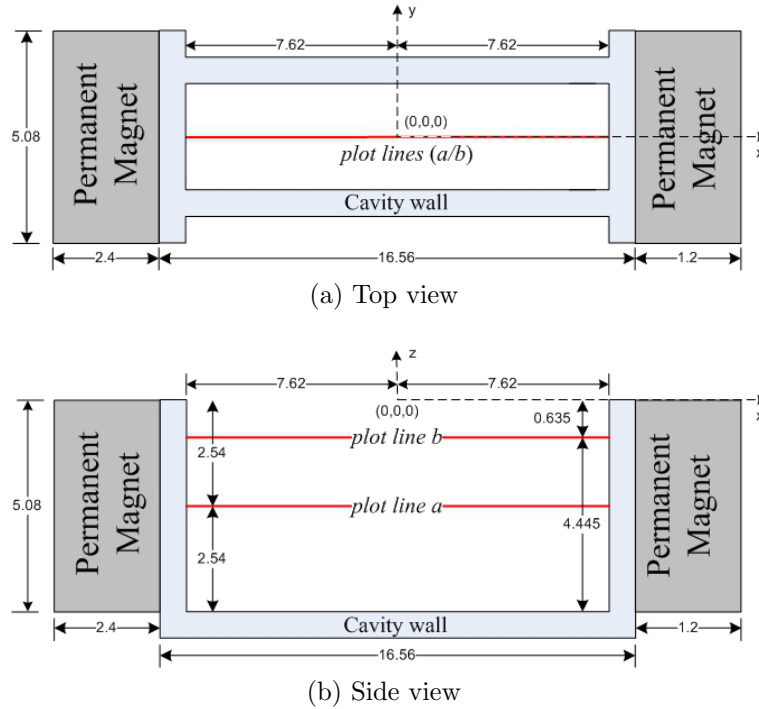 y
7.62
7.62
Permanent
Magnet
Permanent
Magnet
(0,0,0)
5.08
x
plot lines (a/b)
Cavity wall
2.4
16.56
1.2
(a) Top view
z
7.62
7.62
(0,0,0)
x
0.635
plot line b
2.54
Permanent
Magnet
Permanent
Magnet
5.08
plot line a
4.445
2.54
Cavity wall
2.4
1.2
16.56
(b) Side view